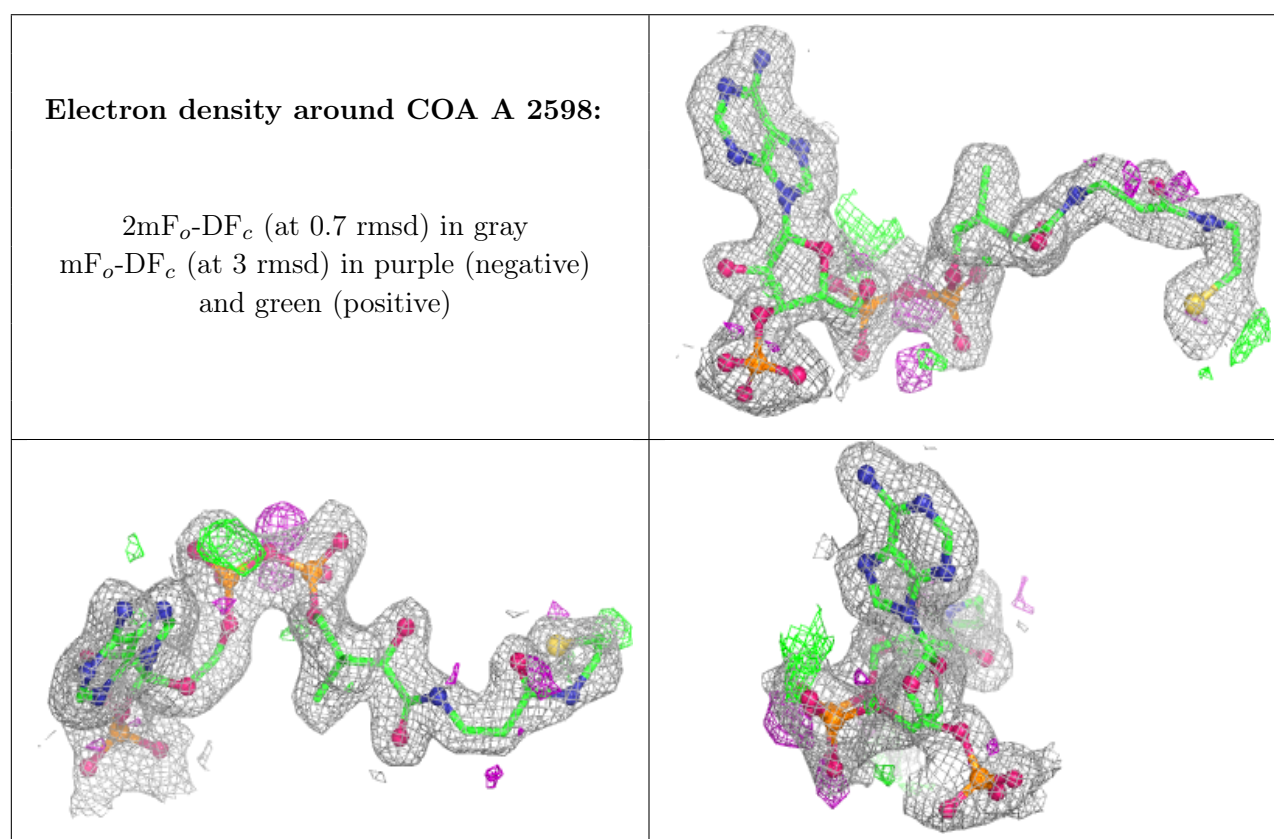 Electron density around COA A 2598:
2mFo-DFc (at 0.7 rmsd) in gray
mFo-DFc (at 3 rmsd) in purple (negative)
and green (positive)